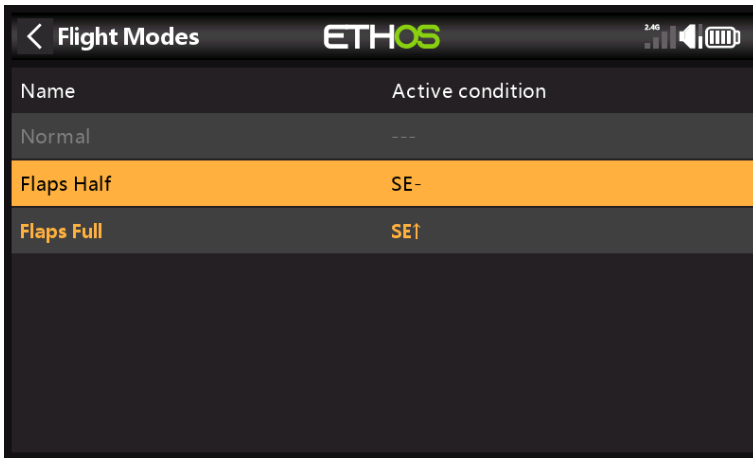 Flight Modes ETHOS 2.4G
Name Active condition
Normal ---
Flaps Half SE-
Flaps Full SE↑